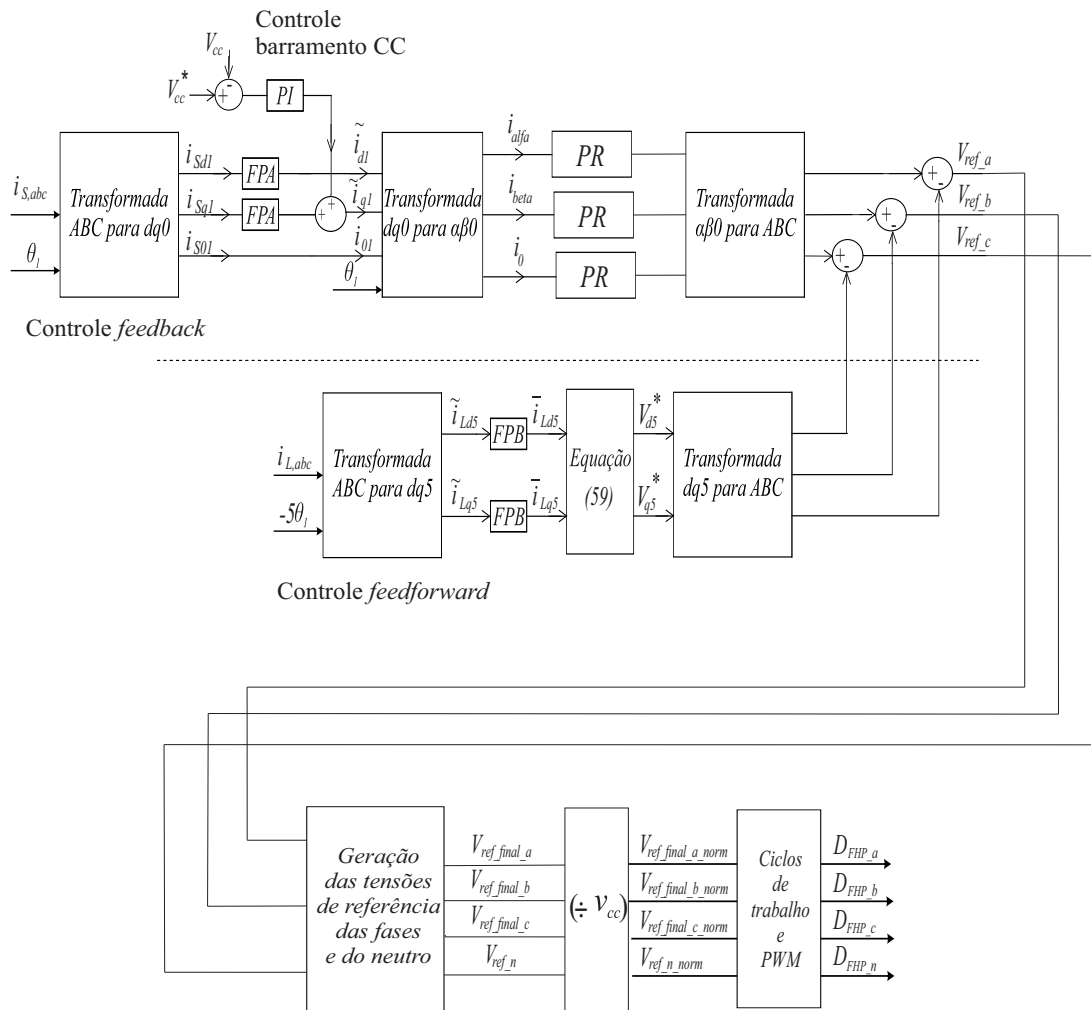 Controle
barramento CC
V_cc
V_cc^*
+
-
PI
i_S,abc
θ_1
Transformada
ABC para dq0
i_Sd1
i_Sq1
i_S01
FPA
FPA
+
+
ĩ_d1
ĩ_q1
i_01
θ_1
Transformada
dq0 para αβ0
i_alfa
i_beta
i_0
PR
PR
PR
Transformada
αβ0 para ABC
+
-
+
-
+
-
V_ref_a
V_ref_b
V_ref_c
Controle feedback
i_L,abc
-5θ_1
Transformada
ABC para dq5
ĩ_Ld5
ĩ_Lq5
FPB
FPB
i̅_Ld5
i̅_Lq5
Equação
(59)
V_d5^*
V_q5^*
Transformada
dq5 para ABC
Controle feedforward
Geração
das tensões
de referência
das fases
e do neutro
V_ref_final_a
V_ref_final_b
V_ref_final_c
V_ref_n
(÷ v_cc)
V_ref_final_a_norm
V_ref_final_b_norm
V_ref_final_c_norm
V_ref_n_norm
Ciclos
de
trabalho
e
PWM
D_FHP_a
D_FHP_b
D_FHP_c
D_FHP_n